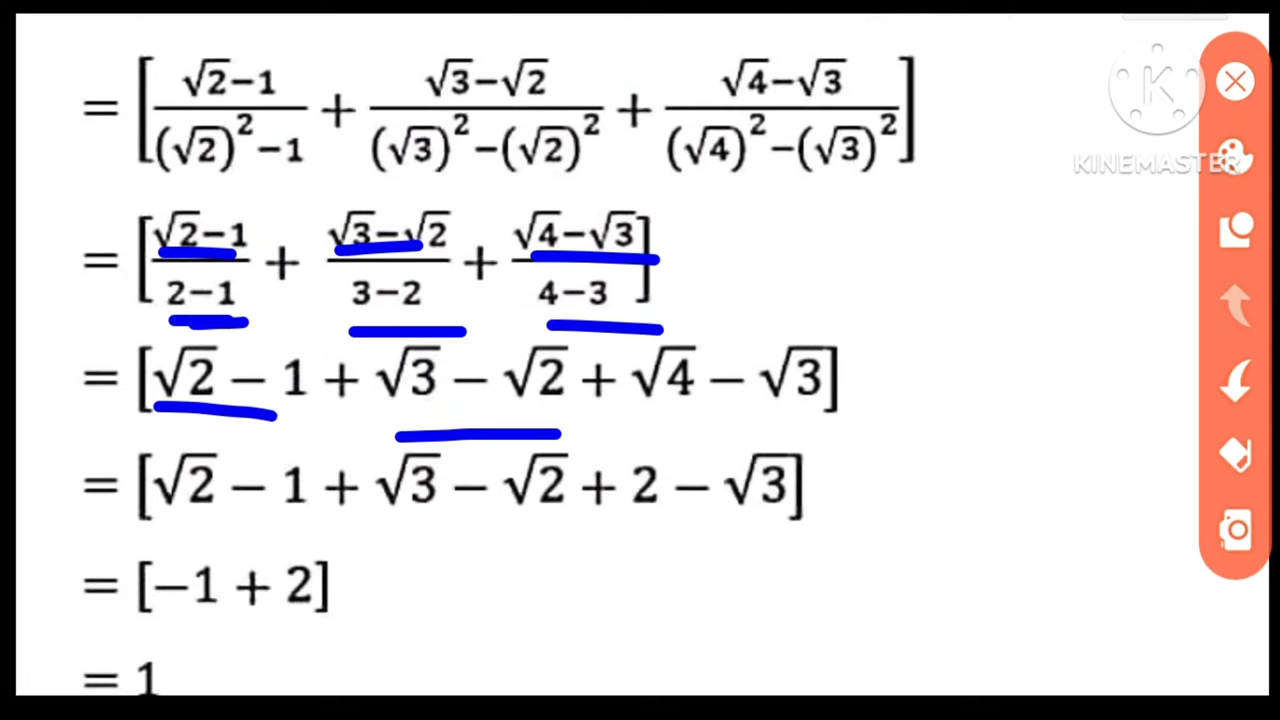 = [ (√2−1)/((√2)²−1) + (√3−√2)/((√3)²−(√2)²) + (√4−√3)/((√4)²−(√3)²) ]
= [ (√2−1)/(2−1) + (√3−√2)/(3−2) + (√4−√3)/(4−3) ]
= [√2 − 1 + √3 − √2 + √4 − √3]
= [√2 − 1 + √3 − √2 + 2 − √3]
= [−1 + 2]
= 1
K
KINEMASTER